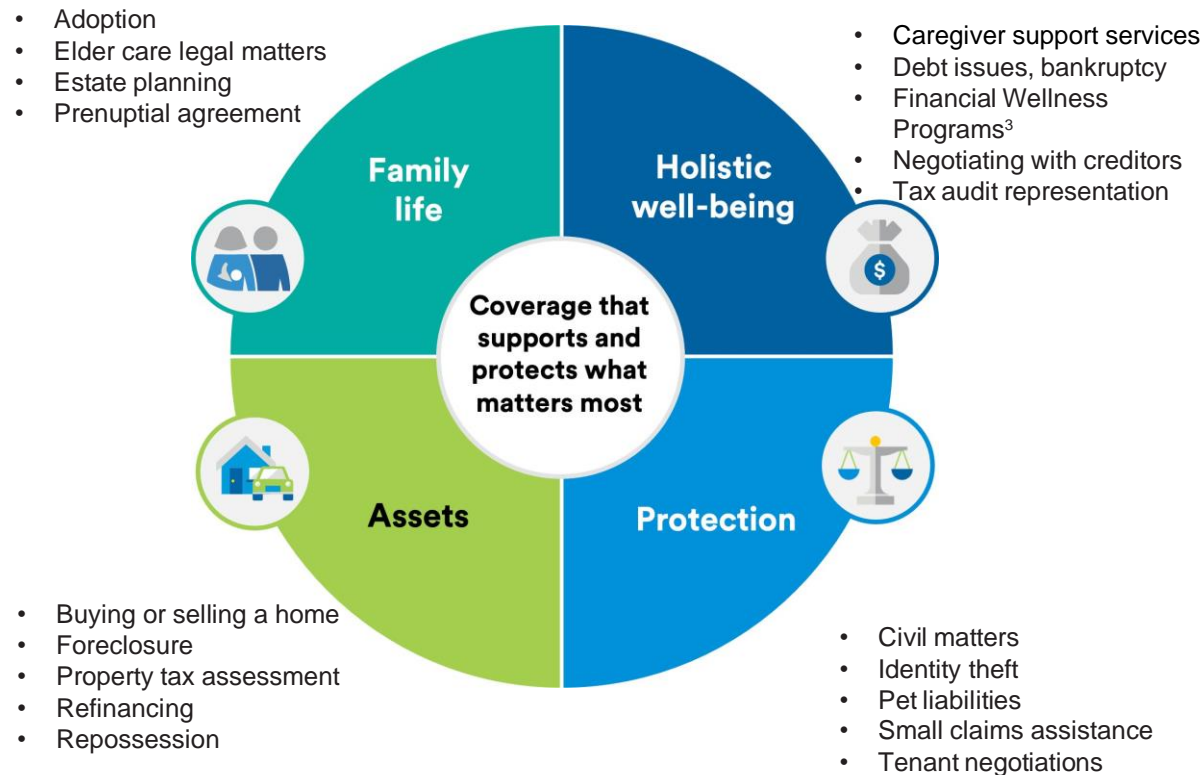 • Adoption
• Elder care legal matters
• Estate planning
• Prenuptial agreement
• Caregiver support services
• Debt issues, bankruptcy
• Financial Wellness
Programs³
• Negotiating with creditors
• Tax audit representation
Family
life
Holistic
well-being
$
Coverage that
supports and
protects what
matters most
Assets
Protection
• Buying or selling a home
• Foreclosure
• Property tax assessment
• Refinancing
• Repossession
• Civil matters
• Identity theft
• Pet liabilities
• Small claims assistance
• Tenant negotiations